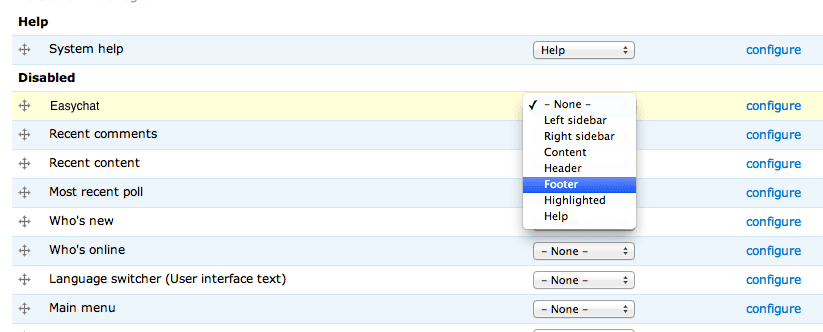 Help
System help Help configure
Disabled
Easychat ✓ – None – configure
Left sidebar
Recent comments Right sidebar configure
Content
Recent content Header configure
Footer
Most recent poll Highlighted configure
Help
Who's new configure
Who's online – None – configure
Language switcher (User interface text) – None – configure
Main menu – None – configure